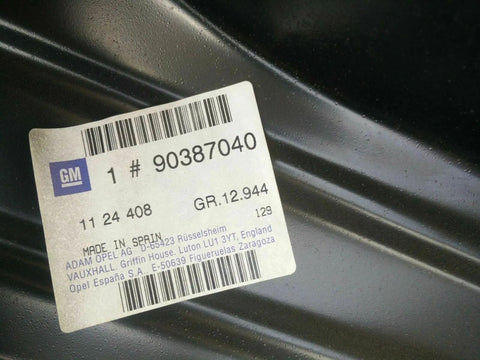 GM 1 # 90387040
11 24 408 GR.12.944
129
MADE IN SPAIN
ADAM OPEL AG D-65423 Rüsselsheim
VAUXHALL Griffin House, Luton LU1 3YT, England
Opel España S.A. E-50639 Figueruelas Zaragoza